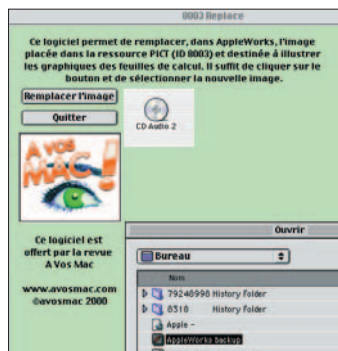 0003 Replace
Ce logiciel permet de remplacer, dans AppleWorks, l'image
placée dans la ressource PICT (ID 8003) et destinée à illustrer
les graphiques des feuilles de calcul. Il suffit de cliquer sur le
bouton et de sélectionner la nouvelle image.
Remplacer l'image
Quitter
CD Audio 2
A VOS
MAC !
Ce logiciel est
offert par la revue
A Vos Mac
www.avosmac.com
©avosmac 2000
Ouvrir
Bureau
Nom
79248998 History Folder
8318 History Folder
Apple -
AppleWorks backup